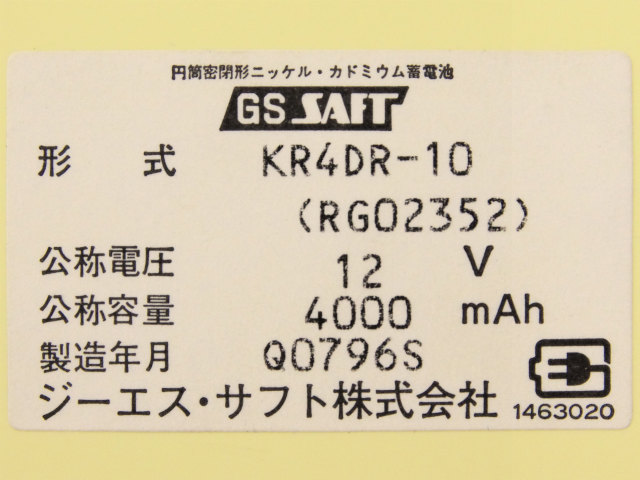 円筒密閉形ニッケル・カドミウム蓄電池
GS SAFT
形 式 KR4DR-10
(RG02352)
公称電圧 12 V
公称容量 4000 mAh
製造年月 Q0796S
ジーエス・サフト株式会社 1463020